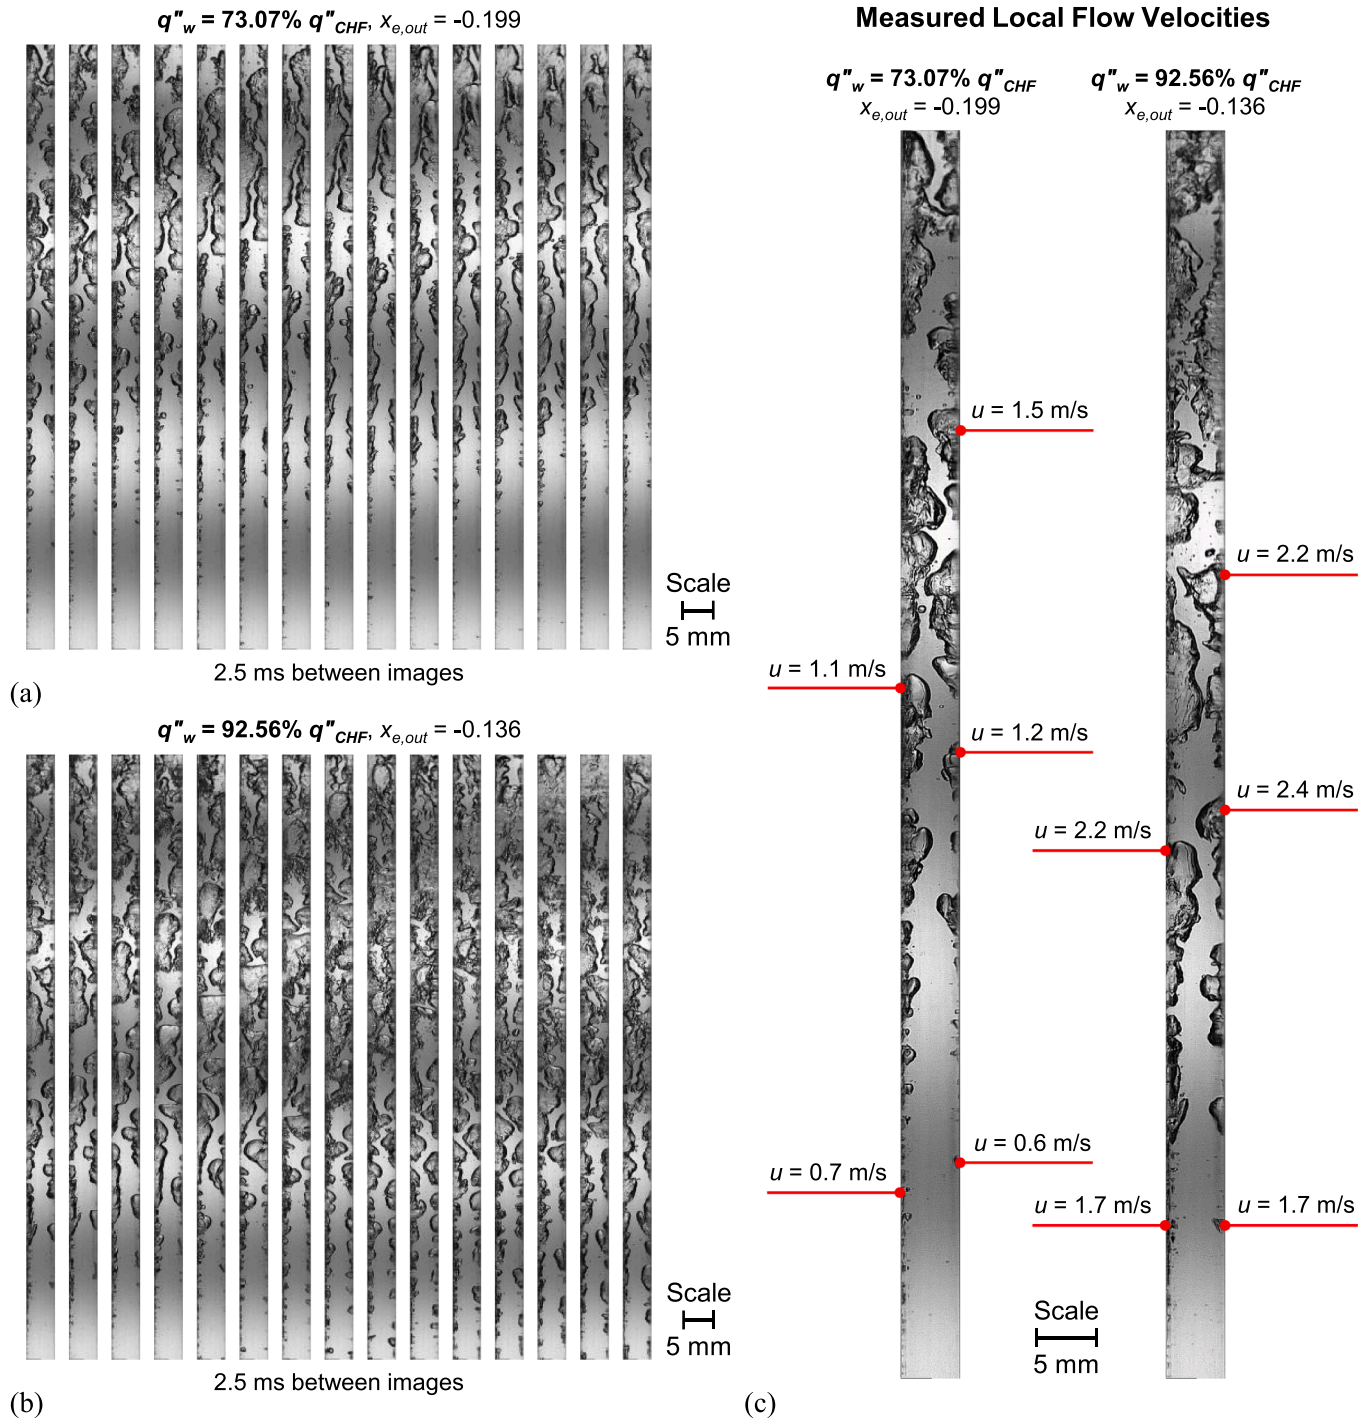 q"w = 73.07% q"CHF, xe,out = -0.199
Scale
5 mm
2.5 ms between images
(a)
q"w = 92.56% q"CHF, xe,out = -0.136
Scale
5 mm
2.5 ms between images
(b)
Measured Local Flow Velocities
q"w = 73.07% q"CHF
xe,out = -0.199
q"w = 92.56% q"CHF
xe,out = -0.136
u = 1.5 m/s
u = 2.2 m/s
u = 1.1 m/s
u = 1.2 m/s
u = 2.4 m/s
u = 2.2 m/s
u = 0.6 m/s
u = 0.7 m/s
u = 1.7 m/s
u = 1.7 m/s
Scale
5 mm
(c)